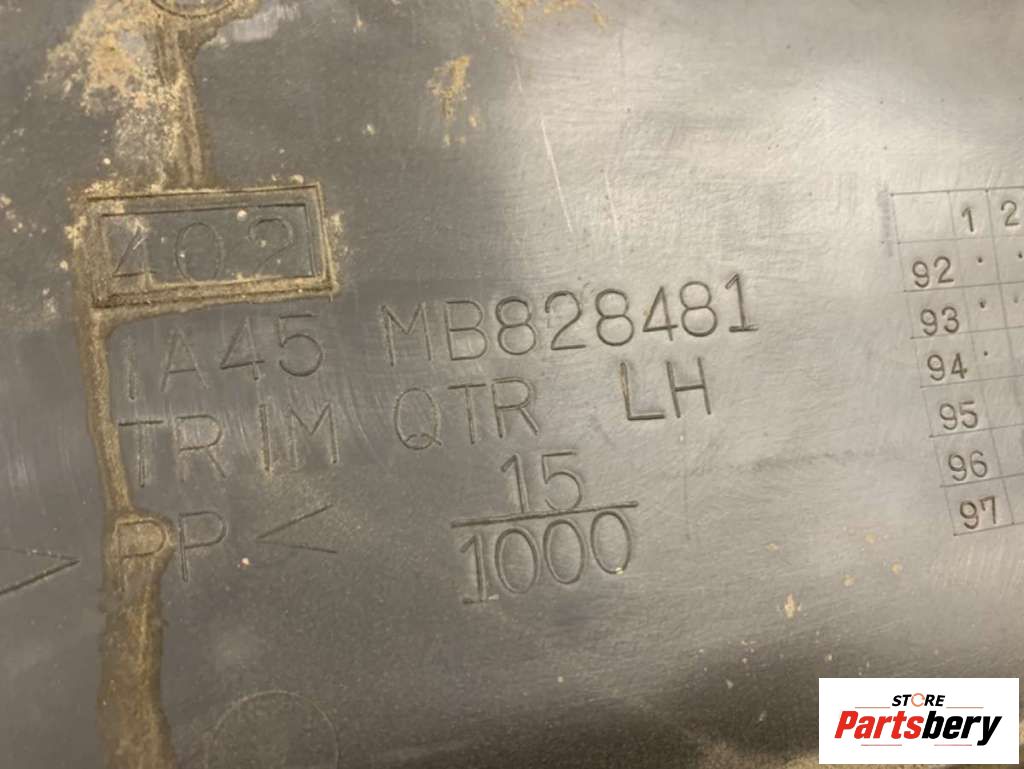 402
1A45 MB828481
TRIM QTR LH
>PP<
15
1000
1 2
92 · ·
93 · ·
94 ·
95
96
97
STORE
Partsbery